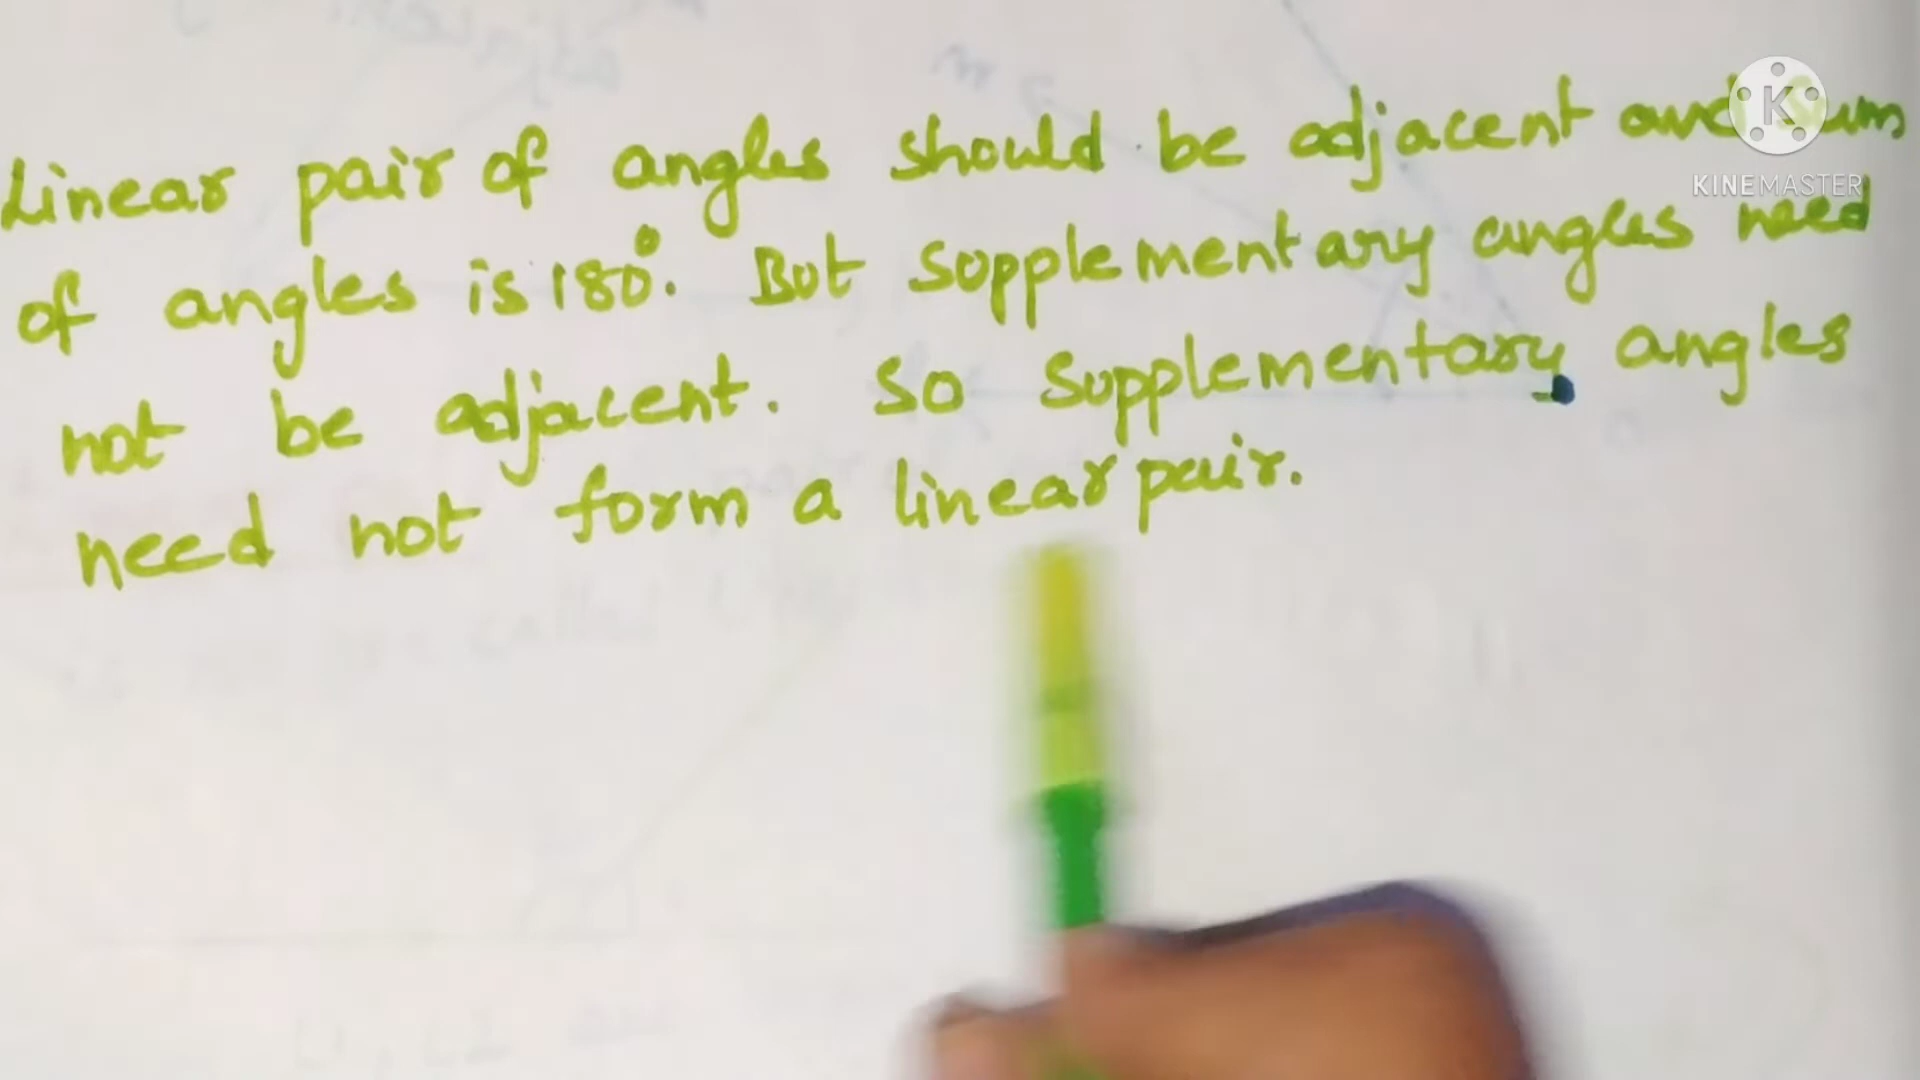 Linear pair of angles should be adjacent and sum
of angles is 180°. But supplementary angles need
not be adjacent. So supplementary angles
need not form a linear pair.
K
KINEMASTER